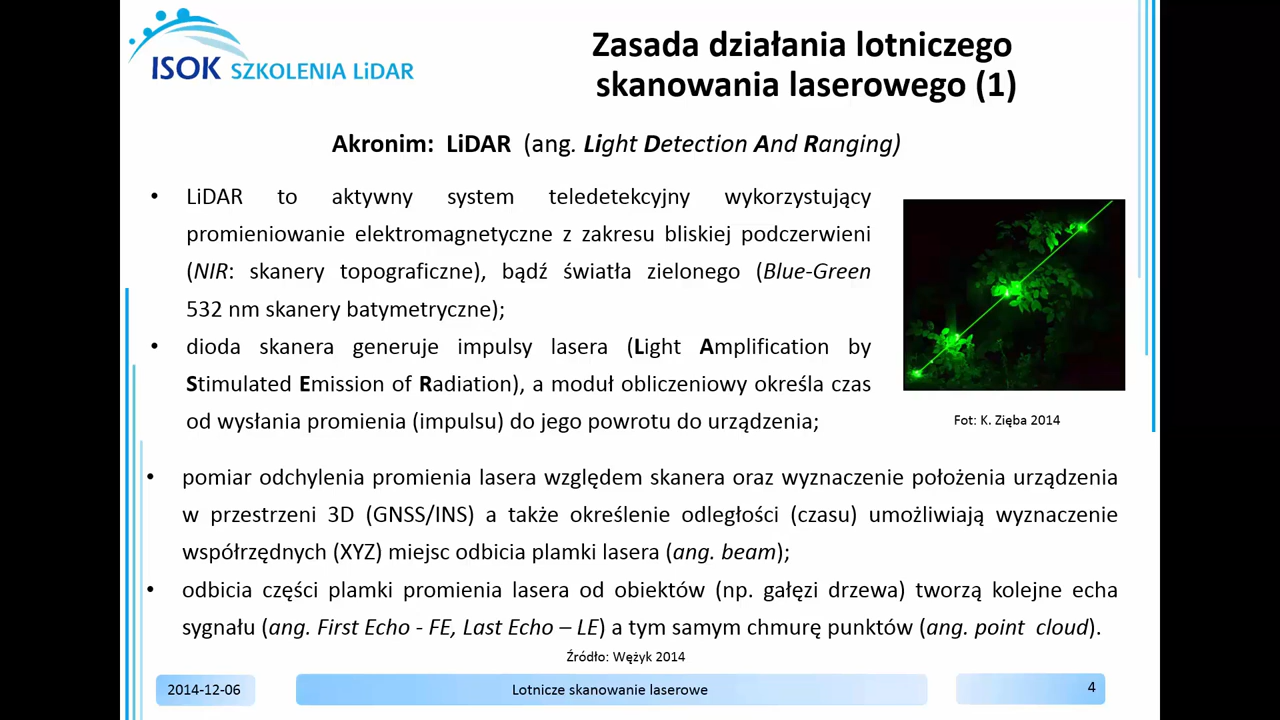 ISOK SZKOLENIA LiDAR
Zasada działania lotniczego
skanowania laserowego (1)
Akronim: LiDAR (ang. Light Detection And Ranging)
• LiDAR to aktywny system teledetekcyjny wykorzystujący
promieniowanie elektromagnetyczne z zakresu bliskiej podczerwieni
(NIR: skanery topograficzne), bądź światła zielonego (Blue-Green
532 nm skanery batymetryczne);
• dioda skanera generuje impulsy lasera (Light Amplification by
Stimulated Emission of Radiation), a moduł obliczeniowy określa czas
od wysłania promienia (impulsu) do jego powrotu do urządzenia;
Fot: K. Zięba 2014
• pomiar odchylenia promienia lasera względem skanera oraz wyznaczenie położenia urządzenia
w przestrzeni 3D (GNSS/INS) a także określenie odległości (czasu) umożliwiają wyznaczenie
współrzędnych (XYZ) miejsc odbicia plamki lasera (ang. beam);
• odbicia części plamki promienia lasera od obiektów (np. gałęzi drzewa) tworzą kolejne echa
sygnału (ang. First Echo - FE, Last Echo – LE) a tym samym chmurę punktów (ang. point cloud).
Źródło: Wężyk 2014
2014-12-06
Lotnicze skanowanie laserowe
4